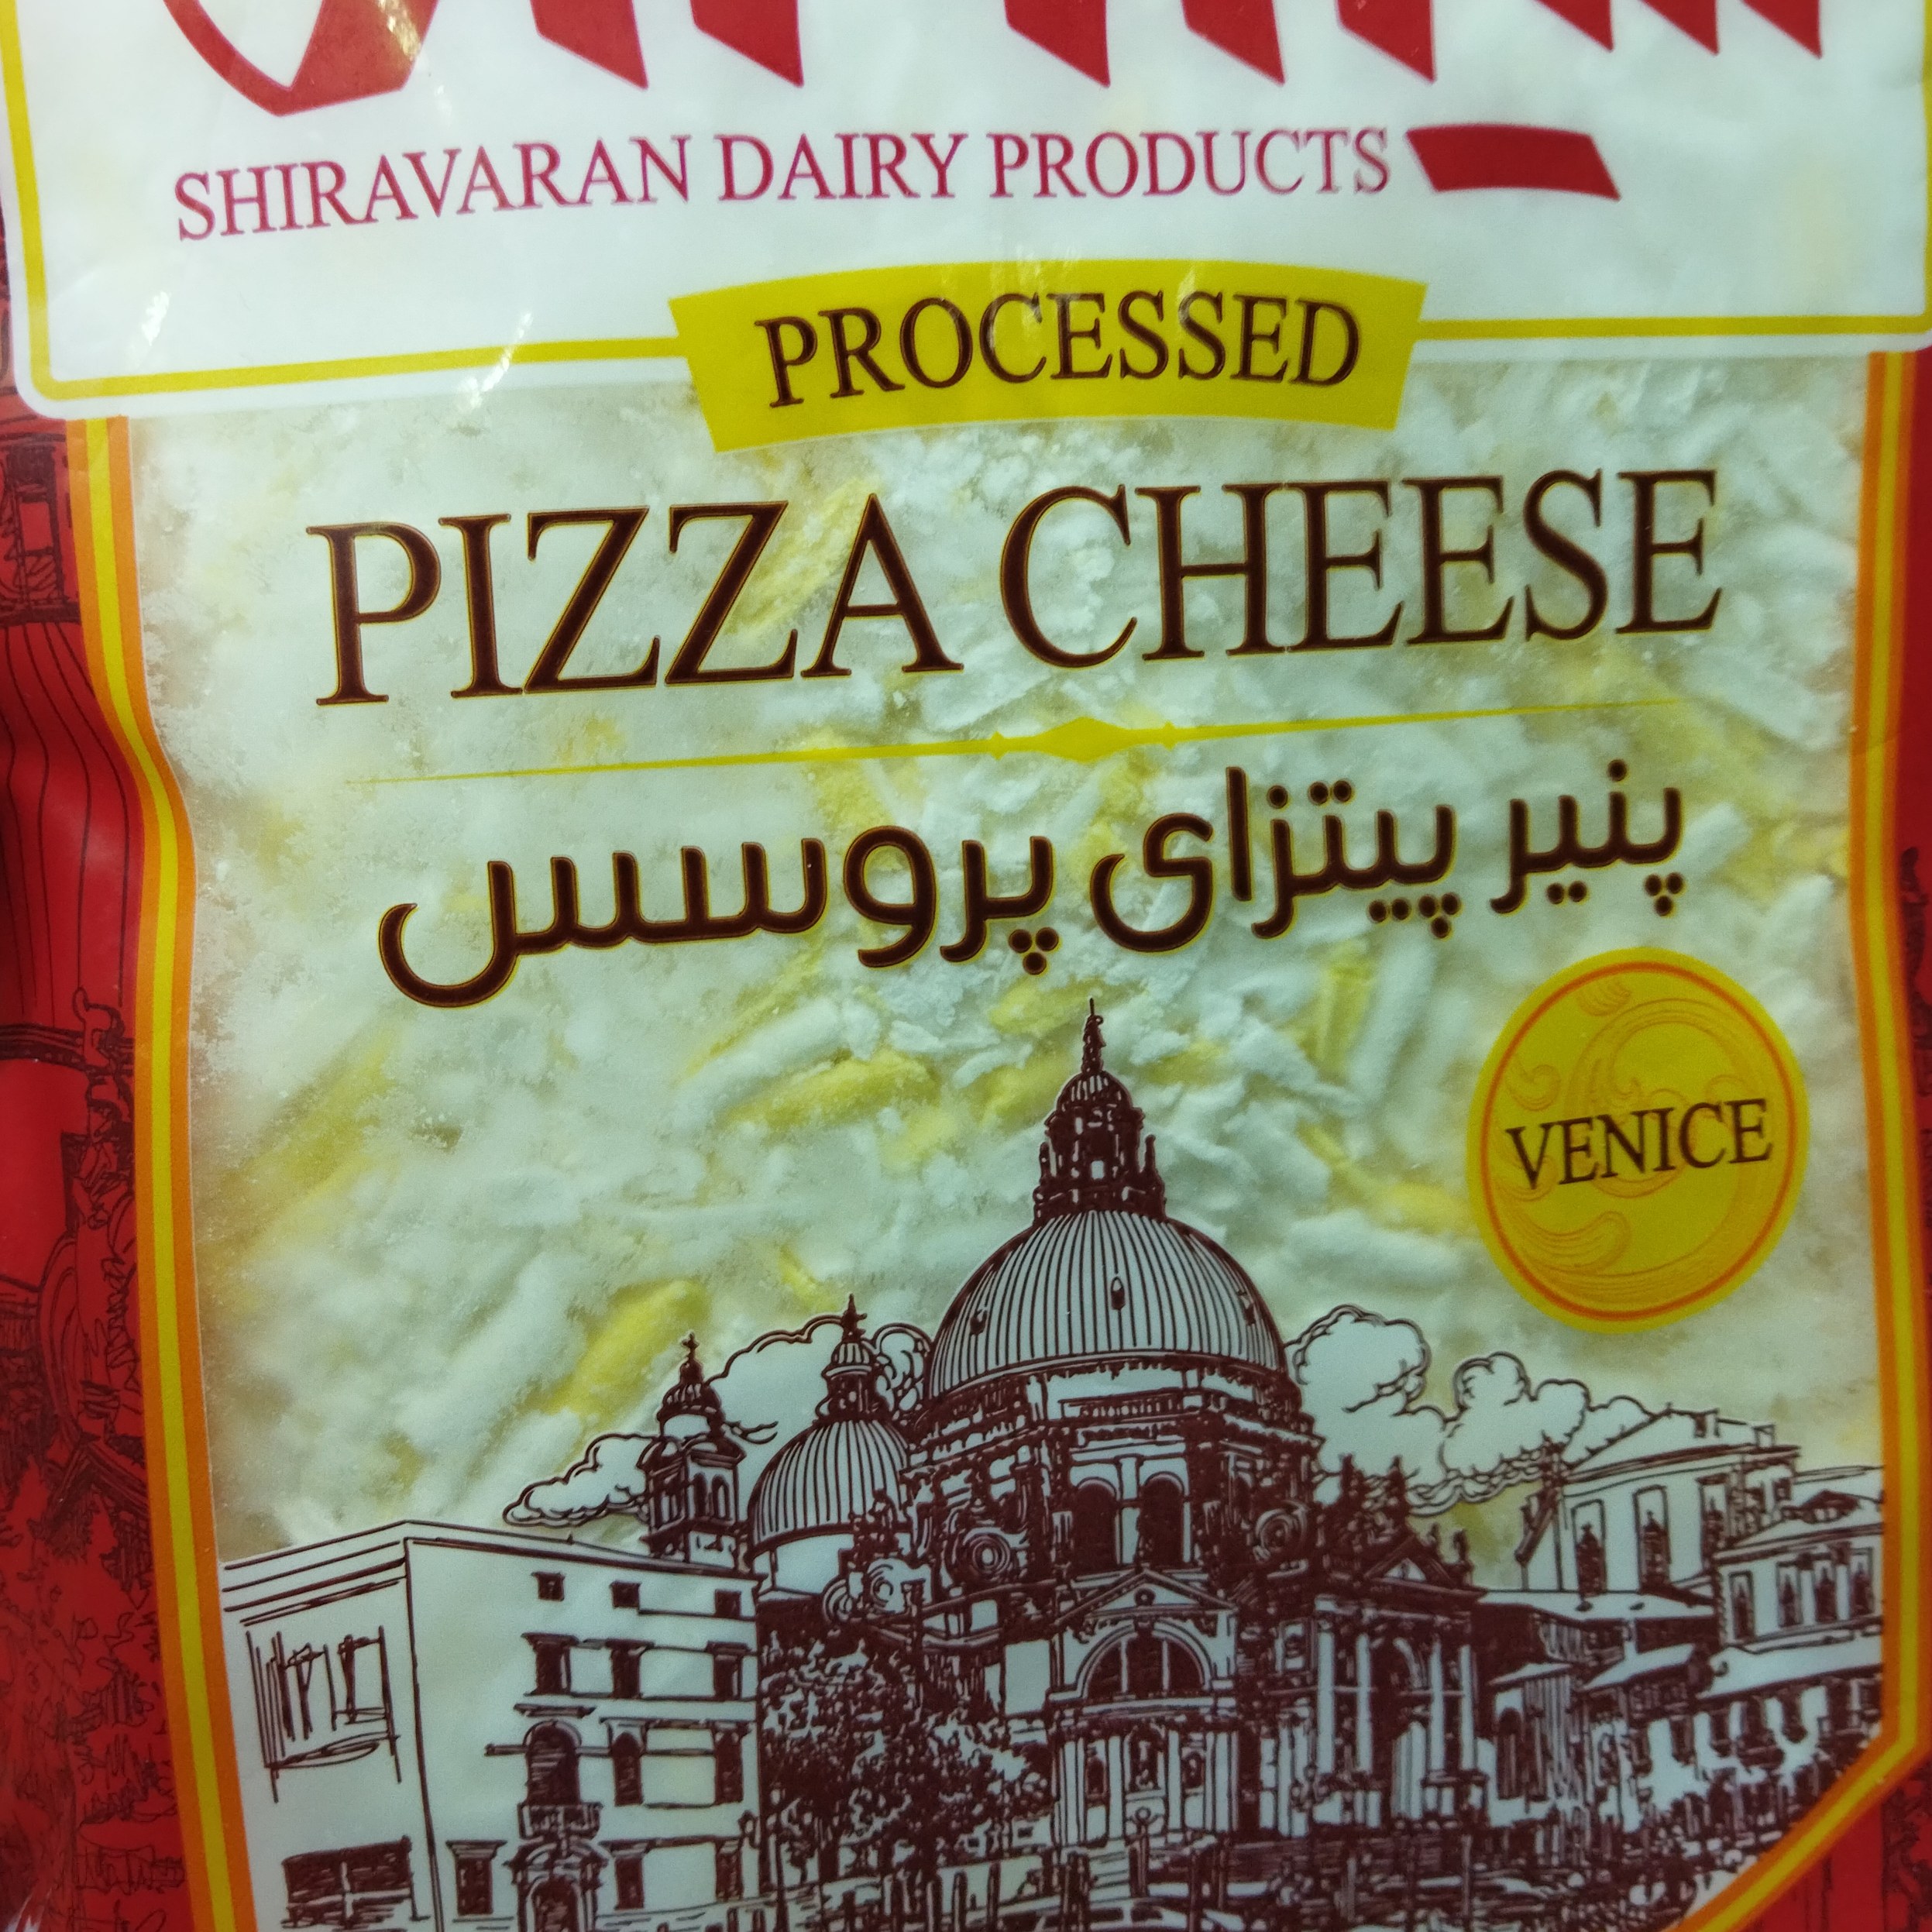 SHIRAVARAN DAIRY PRODUCTS
PROCESSED
PIZZA CHEESE
پنیر پیتزای پروسس
VENICE